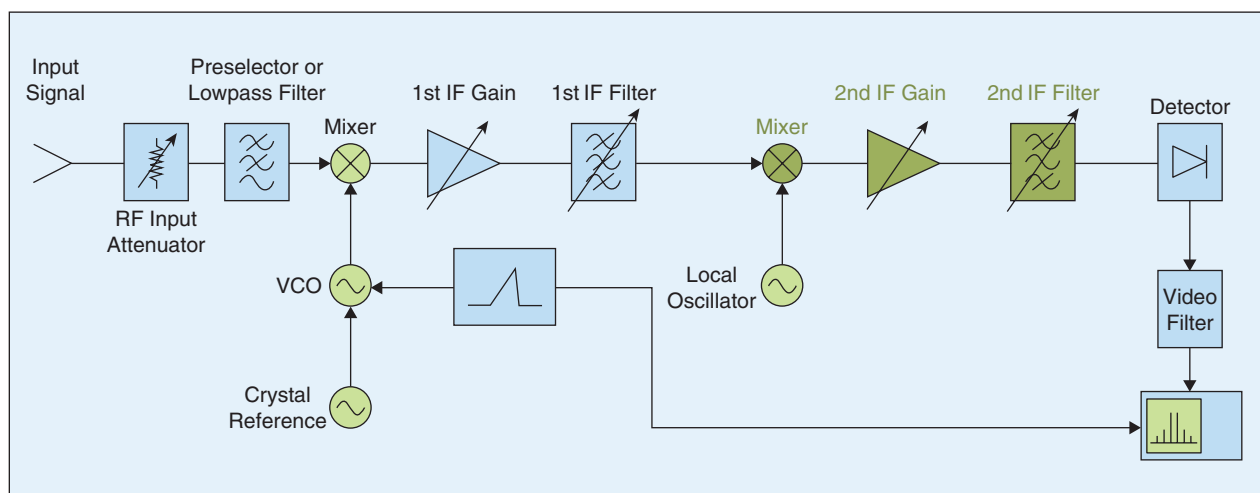 Input
Signal
Preselector or
Lowpass Filter
Mixer
1st IF Gain
1st IF Filter
Mixer
2nd IF Gain
2nd IF Filter
Detector
RF Input
Attenuator
VCO
Local
Oscillator
Video
Filter
Crystal
Reference